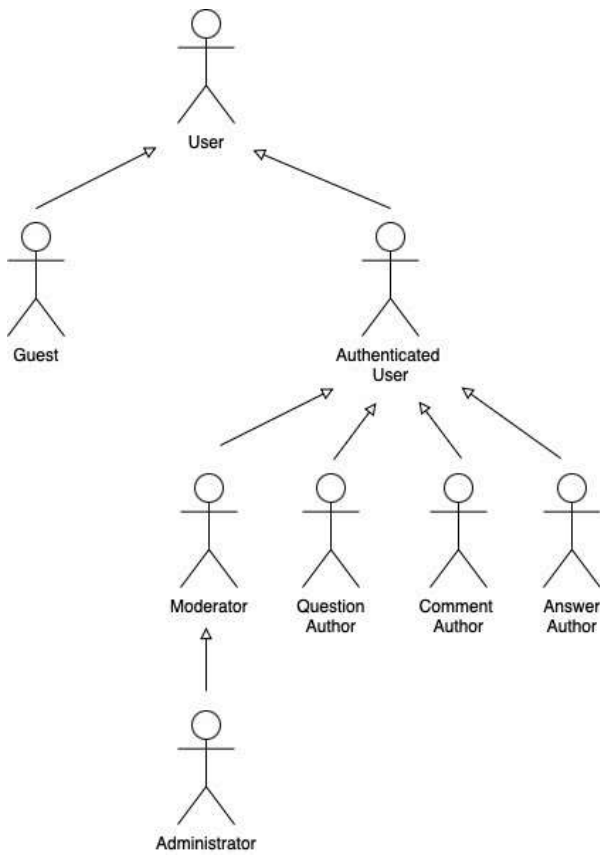 User
Guest
Authenticated
User
Moderator
Question
Author
Comment
Author
Answer
Author
Administrator